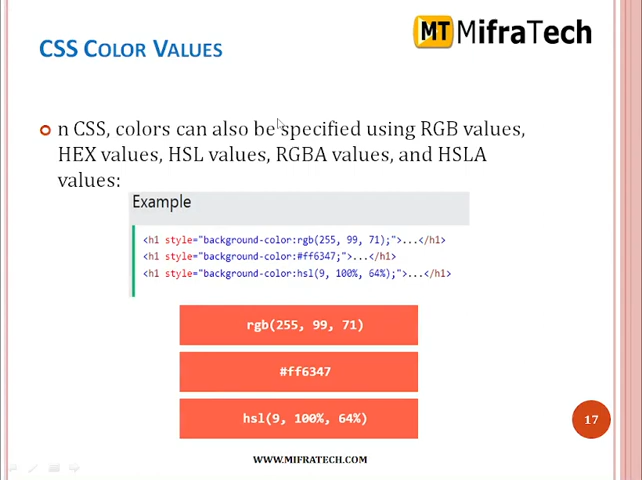 CSS COLOR VALUES
MT MifraTech
n CSS, colors can also be specified using RGB values,
HEX values, HSL values, RGBA values, and HSLA
values:
Example
<h1 style="background-color:rgb(255, 99, 71);">...</h1>
<h1 style="background-color:#ff6347;">...</h1>
<h1 style="background-color:hsl(9, 100%, 64%);">...</h1>
rgb(255, 99, 71)
#ff6347
hsl(9, 100%, 64%)
17
WWW.MIFRATECH.COM